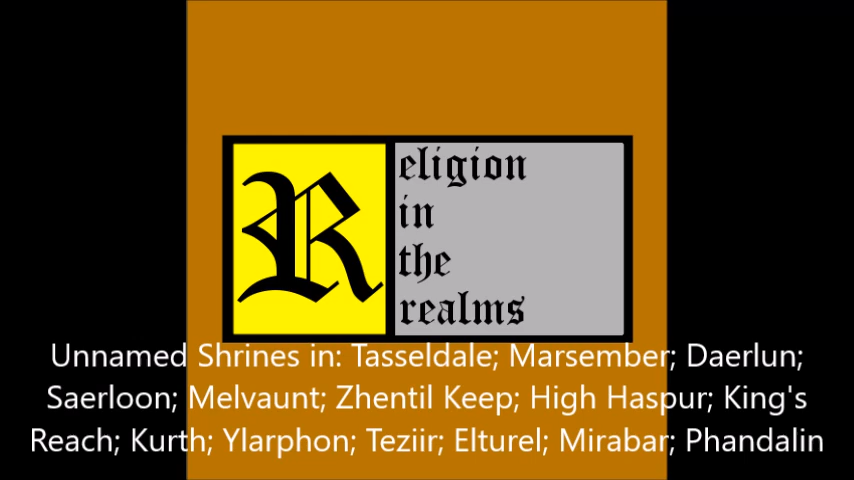 Religion
in
the
realms
Unnamed Shrines in: Tasseldale; Marsember; Daerlun;
Saerloon; Melvaunt; Zhentil Keep; High Haspur; King's
Reach; Kurth; Ylarphon; Teziir; Elturel; Mirabar; Phandalin